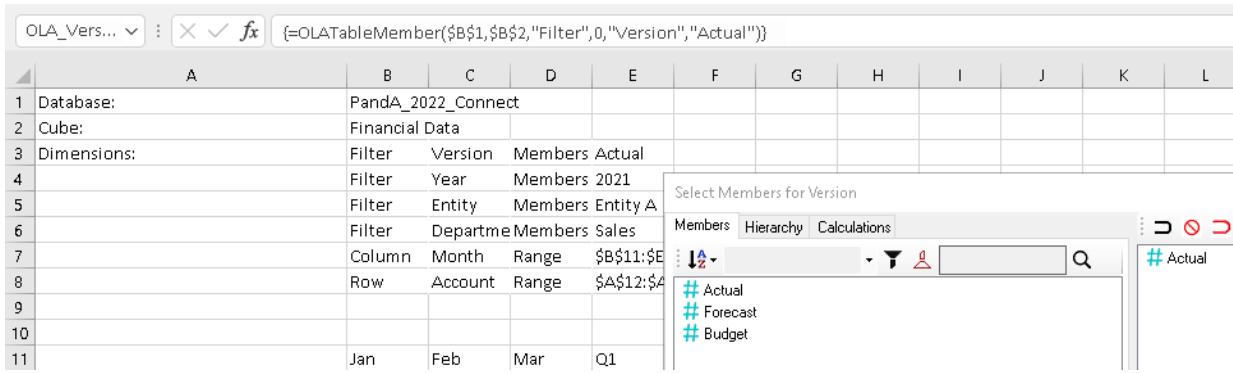 OLA_Vers... fx {=OLATableMember($B$1,$B$2,"Filter",0,"Version","Actual")}
A B C D E F G H I J K L
1 Database: PandA_2022_Connect
2 Cube: Financial Data
3 Dimensions: Filter Version Members Actual
4 Filter Year Members 2021
Select Members for Version
5 Filter Entity Members Entity A
6 Filter Departme Members Sales
Members Hierarchy Calculations
7 Column Month Range $B$11:$E
A Z
# Actual
8 Row Account Range $A$12:$A
# Actual
9
# Forecast
10
# Budget
11 Jan Feb Mar Q1